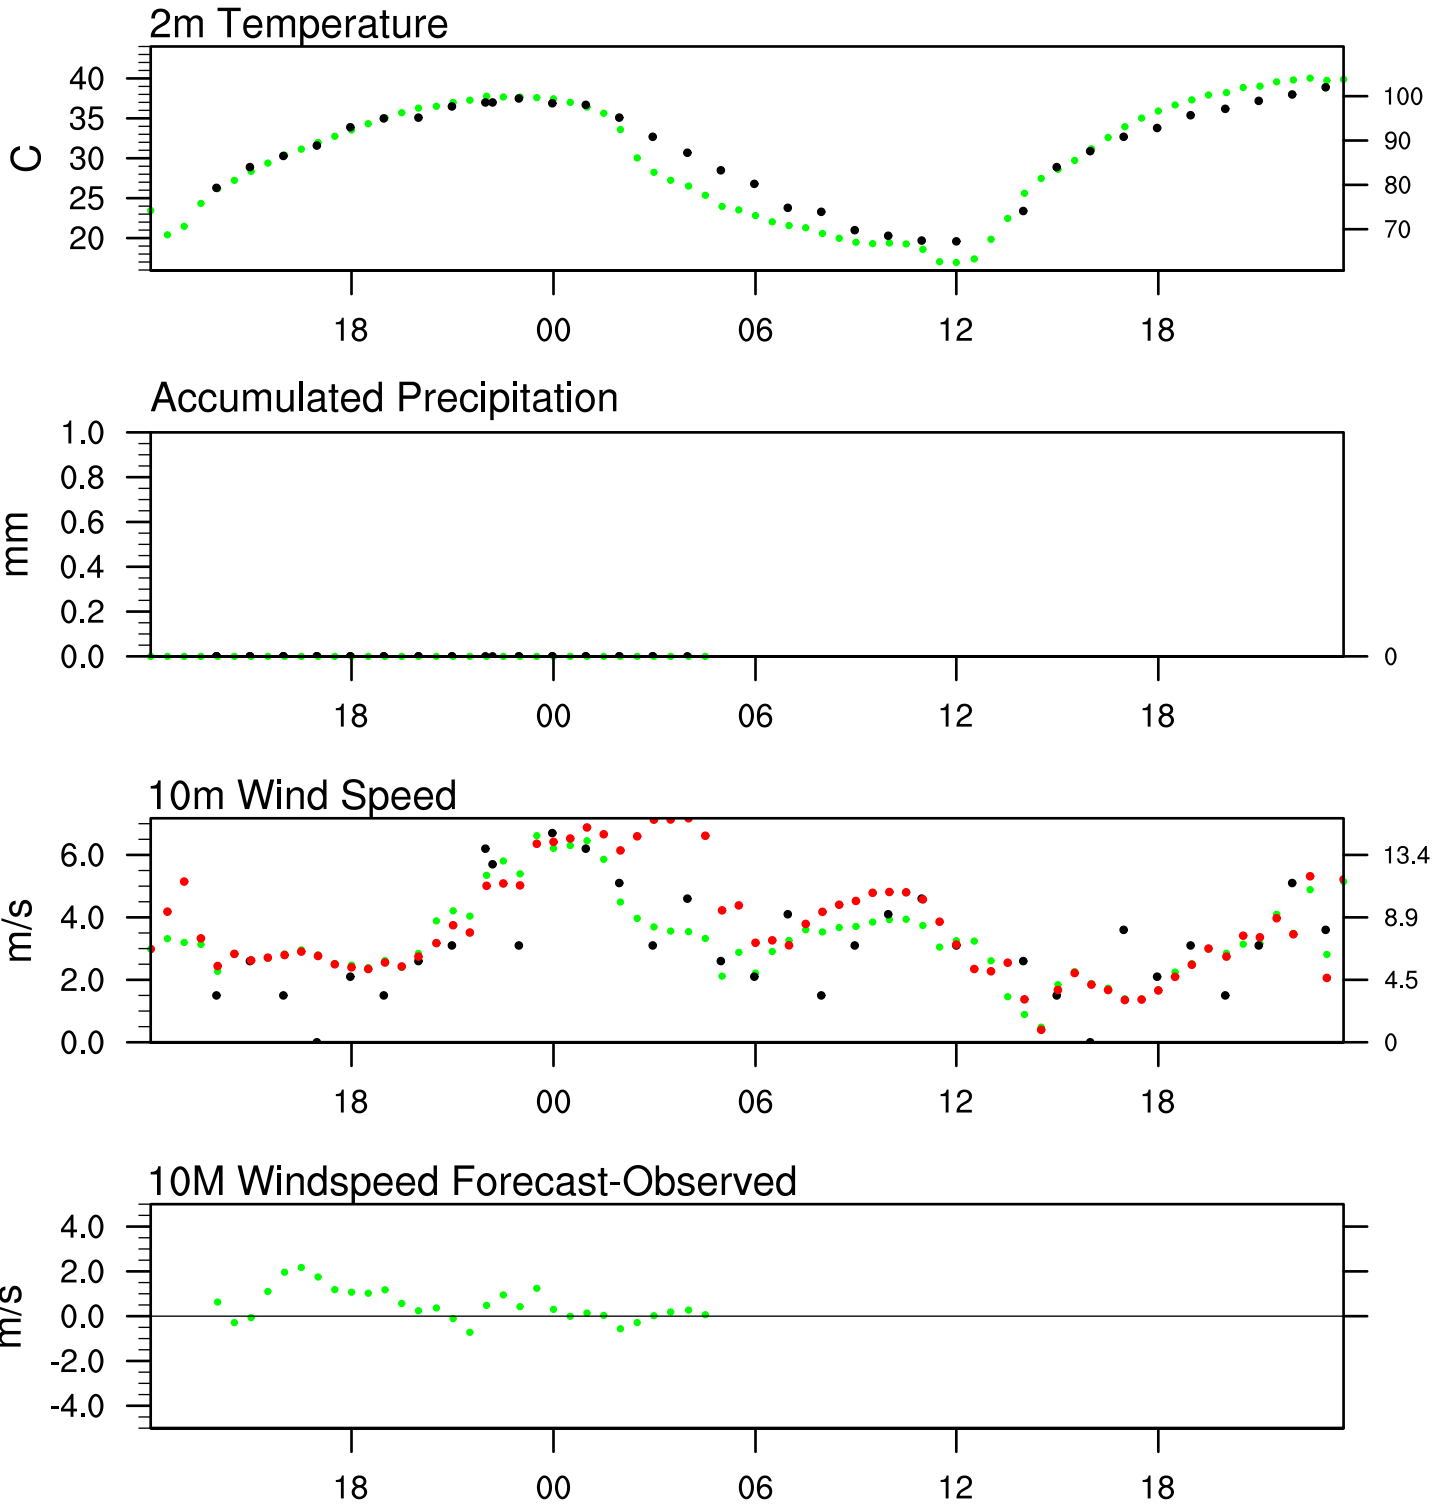 2m Temperature
C
40
35
30
25
20
100
90
80
70
18 00 06 12 18
Accumulated Precipitation
mm
1.0
0.8
0.6
0.4
0.2
0.0
0
18 00 06 12 18
10m Wind Speed
m/s
6.0
4.0
2.0
0.0
13.4
8.9
4.5
0
18 00 06 12 18
10M Windspeed Forecast-Observed
m/s
4.0
2.0
0.0
-2.0
-4.0
18 00 06 12 18